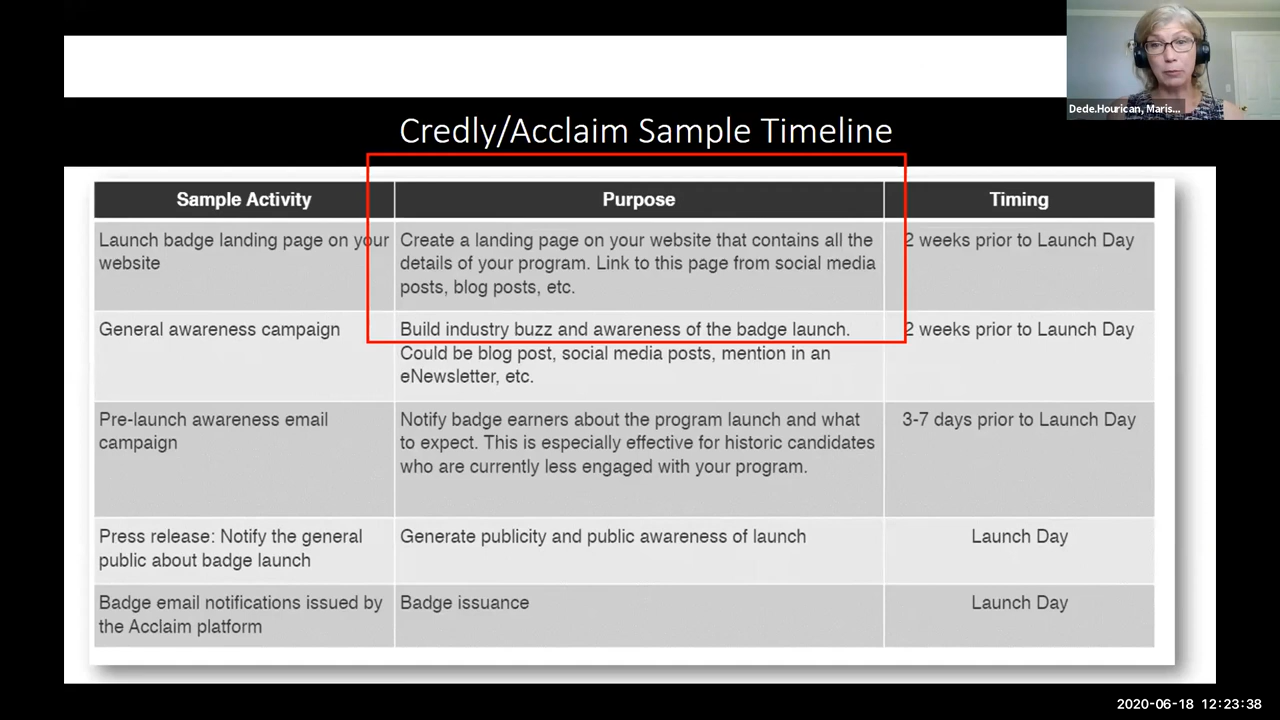 Dede.Hourican, Maris...
Credly/Acclaim Sample Timeline
Sample Activity
Purpose
Timing
Launch badge landing page on your
website
Create a landing page on your website that contains all the
details of your program. Link to this page from social media
posts, blog posts, etc.
2 weeks prior to Launch Day
General awareness campaign
Build industry buzz and awareness of the badge launch.
Could be blog post, social media posts, mention in an
eNewsletter, etc.
2 weeks prior to Launch Day
Pre-launch awareness email
campaign
Notify badge earners about the program launch and what
to expect. This is especially effective for historic candidates
who are currently less engaged with your program.
3-7 days prior to Launch Day
Press release: Notify the general
public about badge launch
Generate publicity and public awareness of launch
Launch Day
Badge email notifications issued by
the Acclaim platform
Badge issuance
Launch Day
2020-06-18 12:23:38